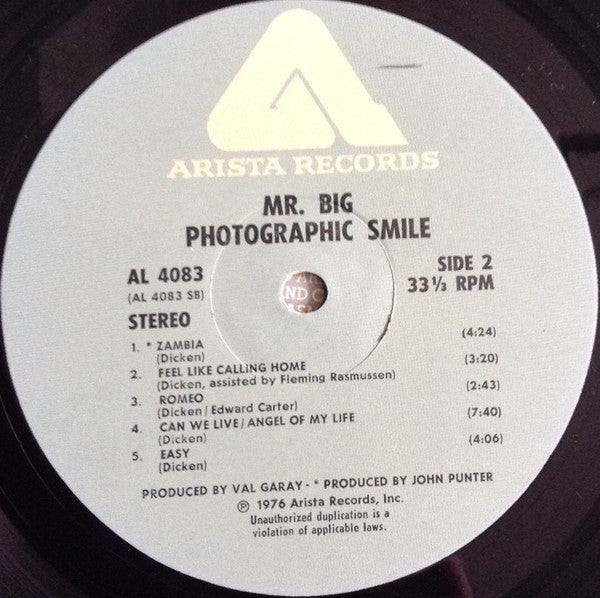 ARISTA RECORDS
MR. BIG
PHOTOGRAPHIC SMILE
AL 4083
(AL 4083 SB)
STEREO
SIDE 2
33⅓ RPM
1. * ZAMBIA (4:24)
(Dicken)
2. FEEL LIKE CALLING HOME (3:20)
(Dicken, assisted by Fleming Rasmussen)
3. ROMEO (2:43)
(Dicken/Edward Carter)
4. CAN WE LIVE/ANGEL OF MY LIFE (7:40)
(Dicken)
5. EASY (4:06)
(Dicken)
PRODUCED BY VAL GARAY - * PRODUCED BY JOHN PUNTER
℗ 1976 Arista Records, Inc.
Unauthorized duplication is a
violation of applicable laws.